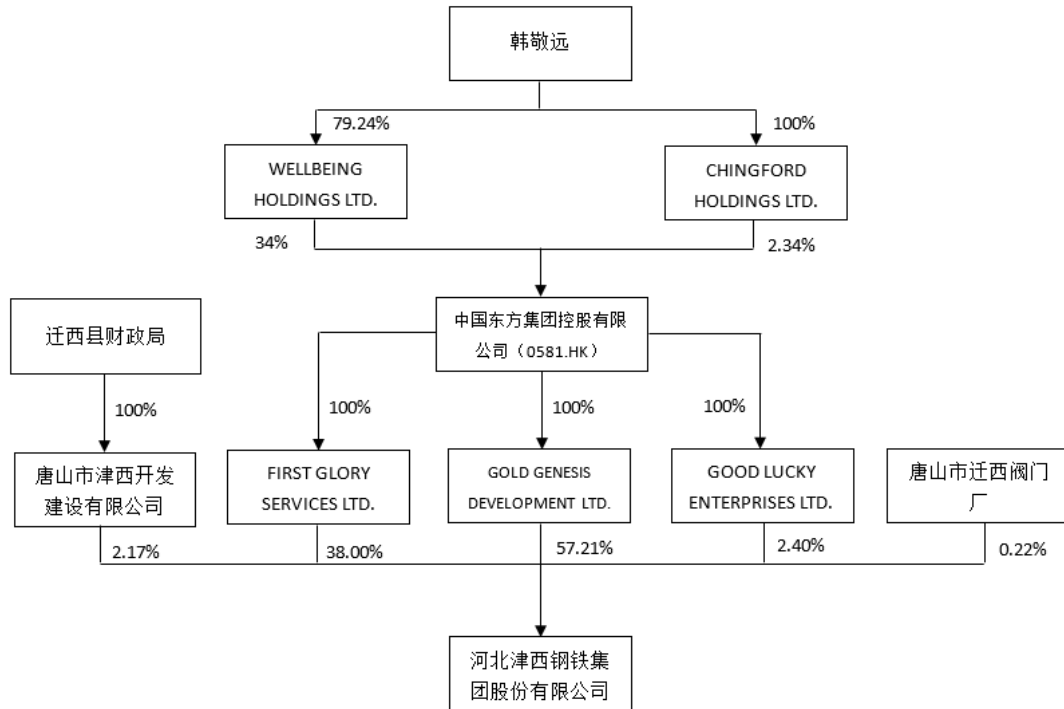 韩敬远
79.24%
100%
WELLBEING
HOLDINGS LTD.
CHINGFORD
HOLDINGS LTD.
34%
2.34%
迁西县财政局
中国东方集团控股有限
公司（0581.HK）
100%
100%
100%
100%
唐山市津西开发
建设有限公司
FIRST GLORY
SERVICES LTD.
GOLD GENESIS
DEVELOPMENT LTD.
GOOD LUCKY
ENTERPRISES LTD.
唐山市迁西阀门
厂
2.17%
38.00%
57.21%
2.40%
0.22%
河北津西钢铁集
团股份有限公司